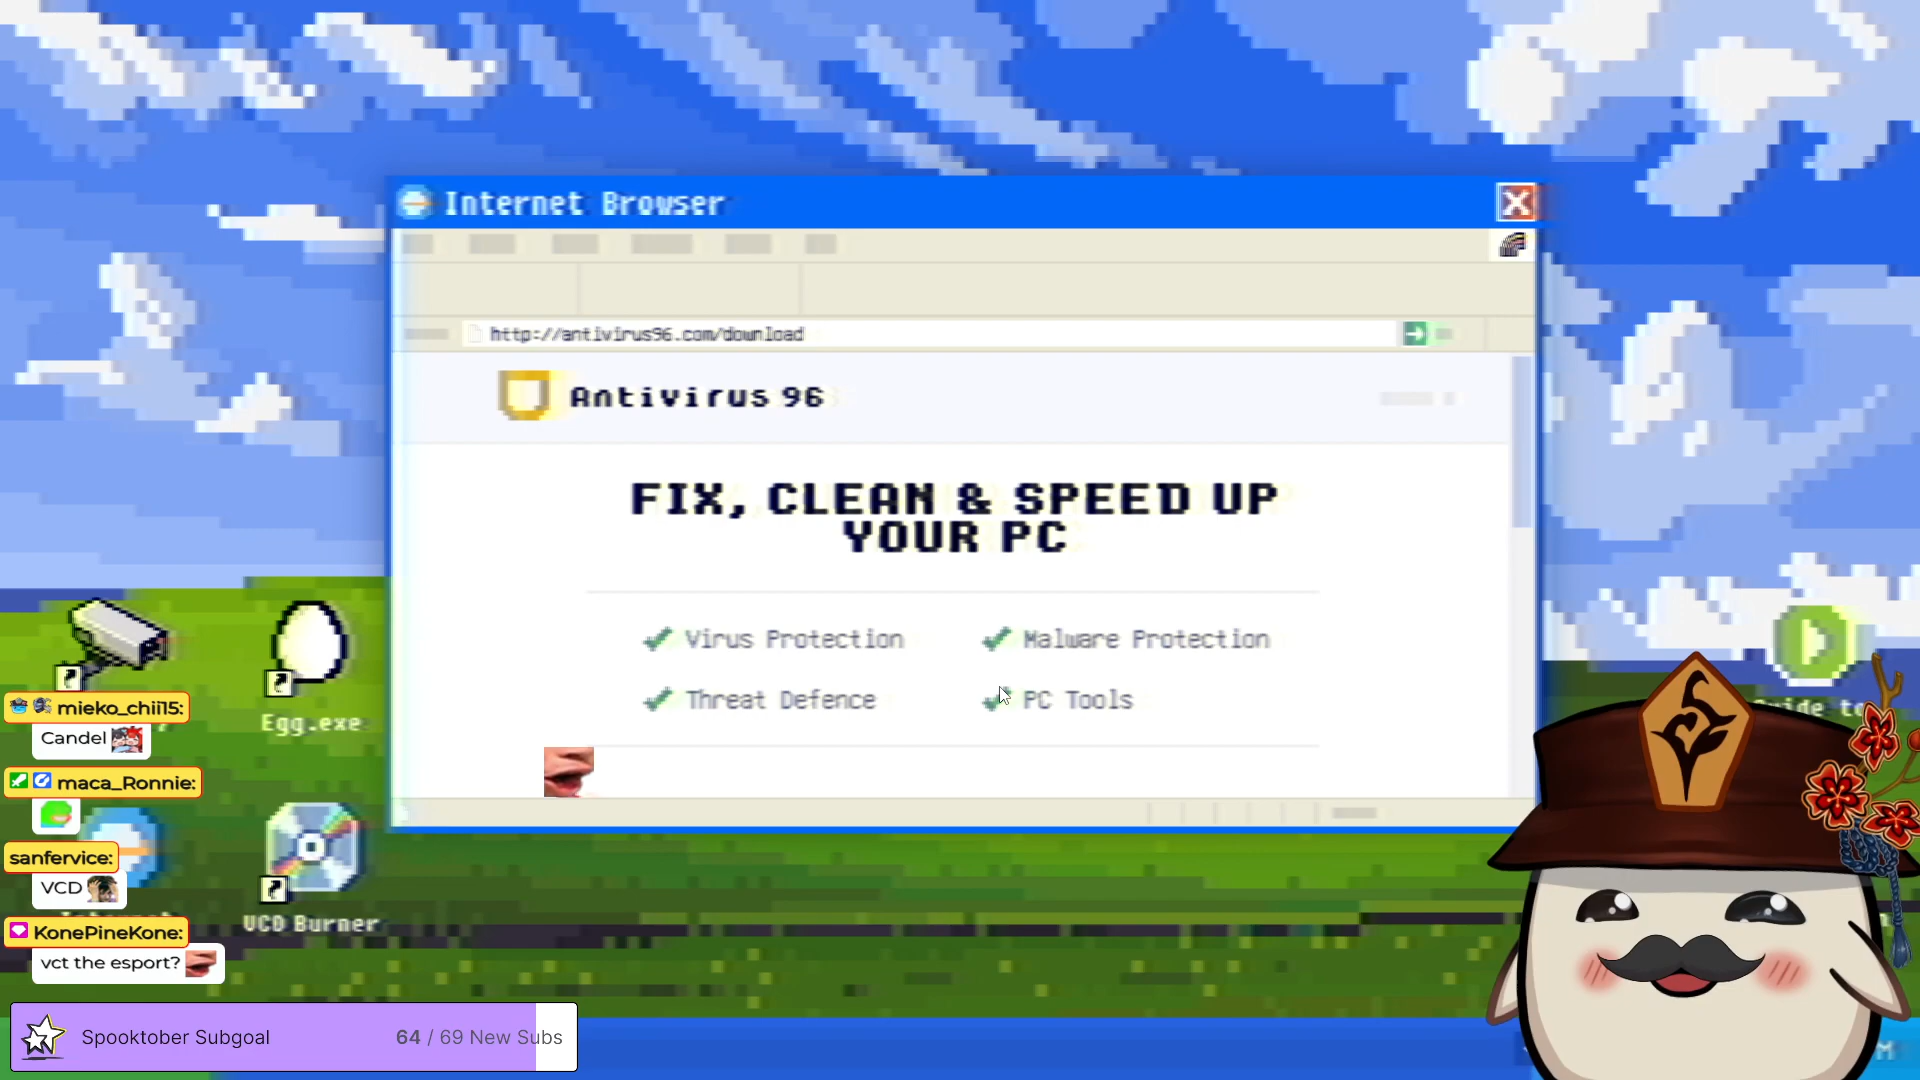 Internet Browser
http://antivirus96.com/download
Antivirus 96
FIX, CLEAN & SPEED UP
YOUR PC
Virus Protection
Malware Protection
Threat Defence
PC Tools
Egg.exe
VCD Burner
mieko_chii15:
Candel
maca_Ronnie:
sanfervice:
VCD
KonePineKone:
vct the esport?
Spooktober Subgoal
64 / 69 New Subs